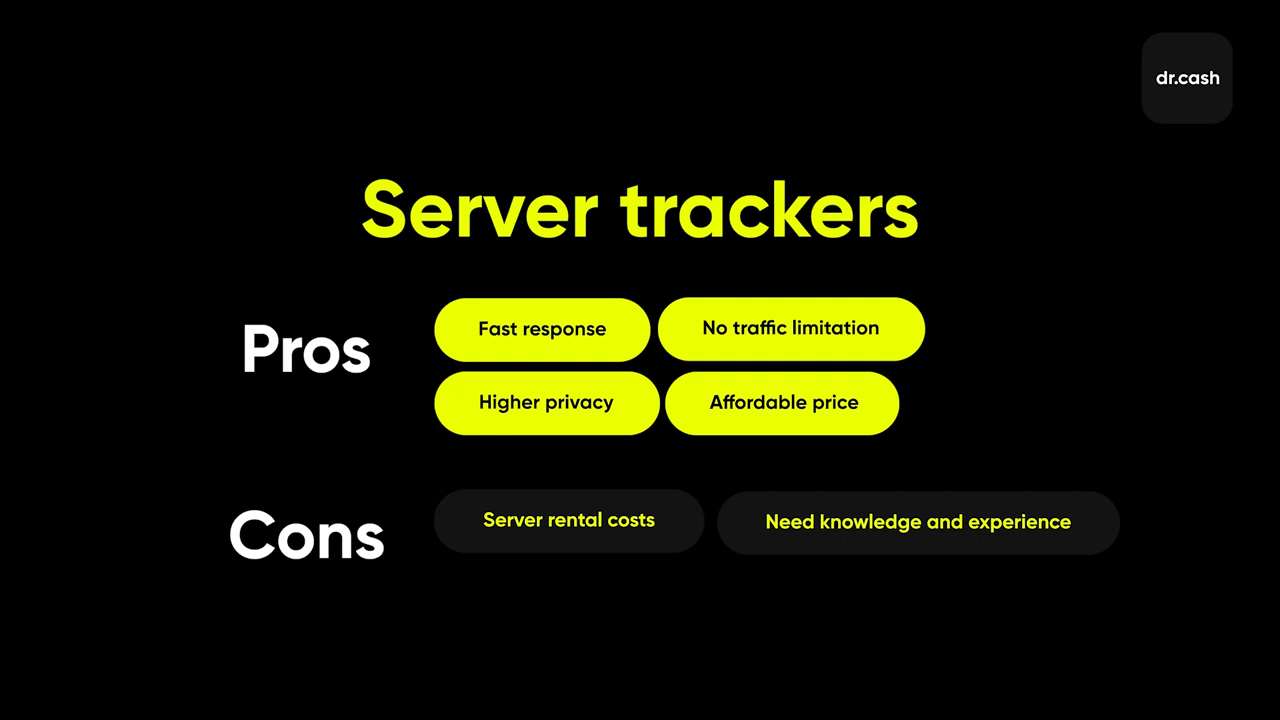 dr.cash
Server trackers
Pros
Fast response
No traffic limitation
Higher privacy
Affordable price
Cons
Server rental costs
Need knowledge and experience